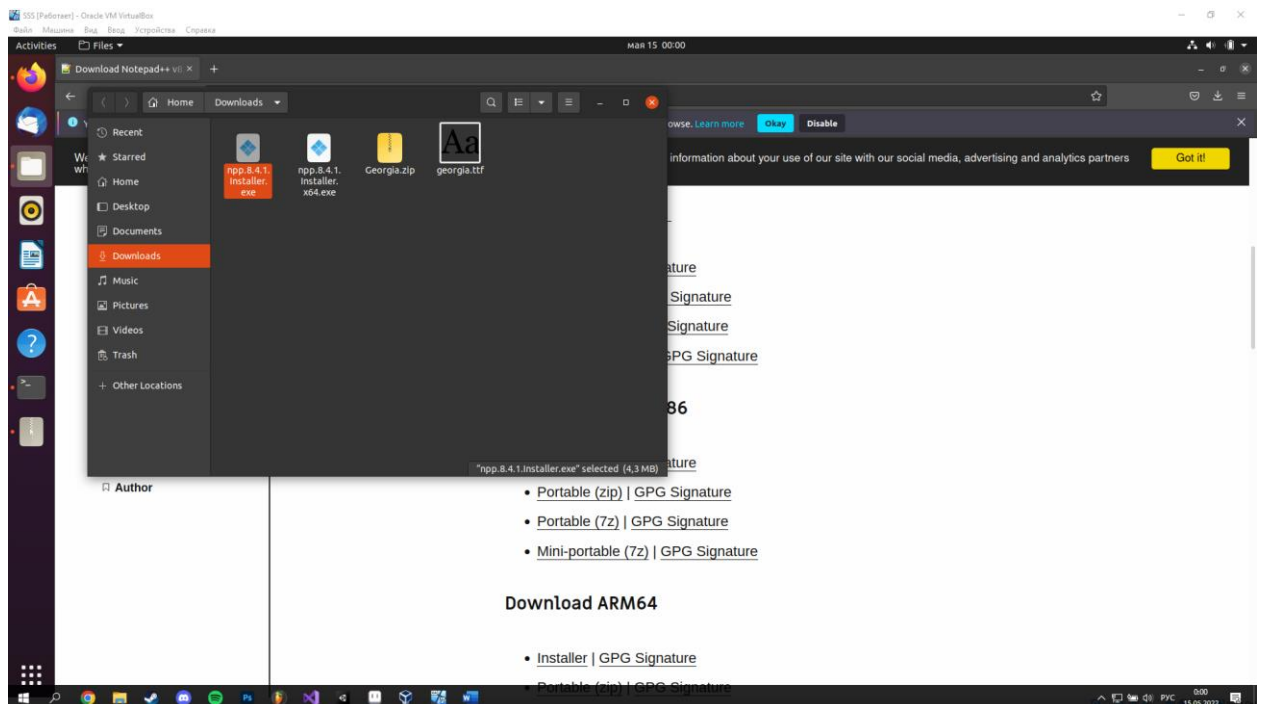 SSS [Работает] - Oracle VM VirtualBox
Файл Машина Вид Ввод Устройства Справка
Activities Files мая 15 00:00
Download Notepad++ v
Home Downloads
owse. Learn more Okay Disable
We
wh
information about your use of our site with our social media, advertising and analytics partners Got it!
Recent
Starred
Home
Desktop
Documents
Downloads
Music
Pictures
Videos
Trash
+ Other Locations
npp.8.4.1.
Installer.
exe
npp.8.4.1.
Installer.
x64.exe
Georgia.zip
Aa
georgia.ttf
"npp.8.4.1.Installer.exe" selected (4,3 MB)
ature
Signature
Signature
GPG Signature
86
ature
Author
• Portable (zip) | GPG Signature
• Portable (7z) | GPG Signature
• Mini-portable (7z) | GPG Signature
Download ARM64
• Installer | GPG Signature
• Portable (zip) | GPG Signature
РУС 0:00
15.05.2022